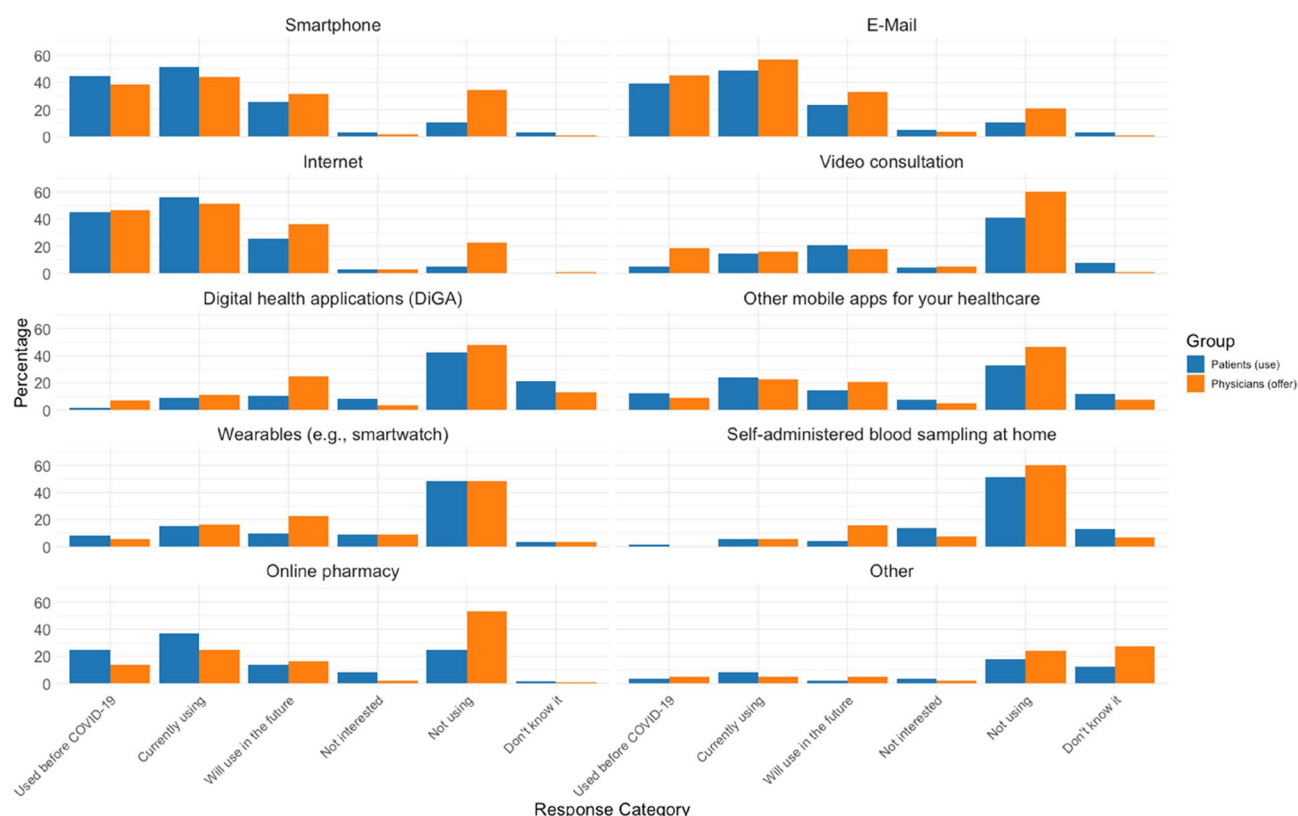 Smartphone
E-Mail
60
40
20
0
Internet
Video consultation
60
40
20
0
Digital health applications (DiGA)
Other mobile apps for your healthcare
60
40
20
0
Wearables (e.g., smartwatch)
Self-administered blood sampling at home
60
40
20
0
Online pharmacy
Other
60
40
20
0
Percentage
Used before COVID-19
Currently using
Will use in the future
Not interested
Not using
Don't know it
Used before COVID-19
Currently using
Will use in the future
Not interested
Not using
Don't know it
Response Category
Group
Patients (use)
Physicians (offer)